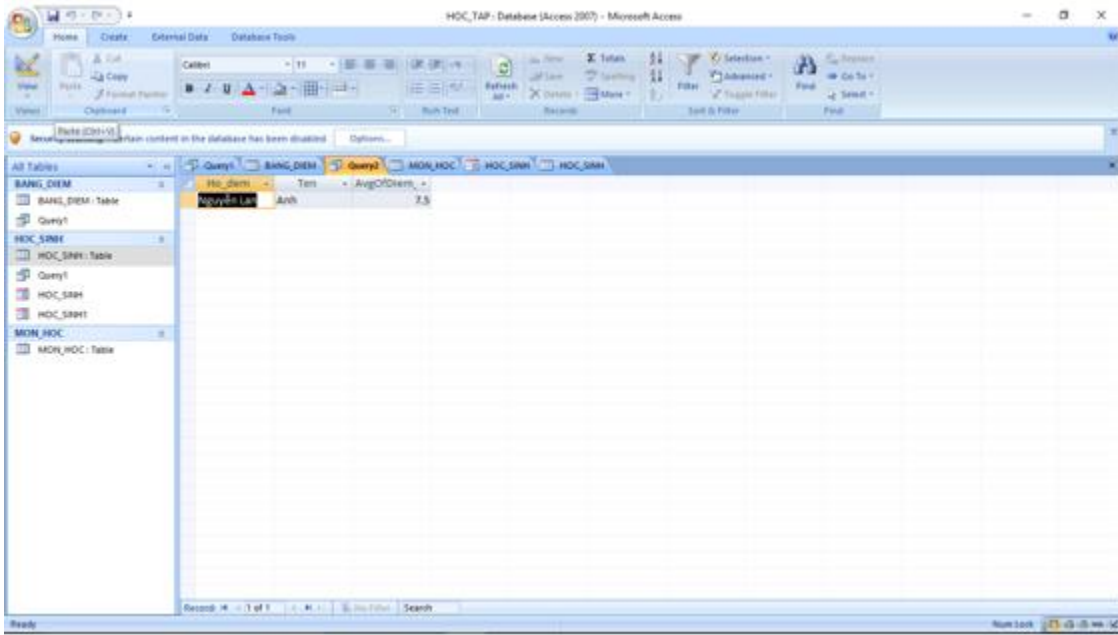 HOC_TAP : Database (Access 2007) - Microsoft Access
Home Create External Data Database Tools
View Paste Cut Copy Format Painter
Calibri 11
Refresh All New Save Delete Totals Spelling More
Filter Selection Advanced Toggle Filter
Find Replace Go To Select
Views Clipboard Font Rich Text Records Sort & Filter Find
Paste (Ctrl+V)
content in the database has been disabled Options...
All Tables
Query1 BANG_DIEM Query2 MON_HOC HOC_SINH HOC_SINH
Ho_dem Ten AvgOfDiem_
Nguyễn Lan Anh 7.5
BANG_DIEM
BANG_DIEM : Table
Query1
HOC_SINH
HOC_SINH : Table
Query1
HOC_SINH
HOC_SINH1
MON_HOC
MON_HOC : Table
Record: 1 of 1 No Filter Search
Ready Num Lock